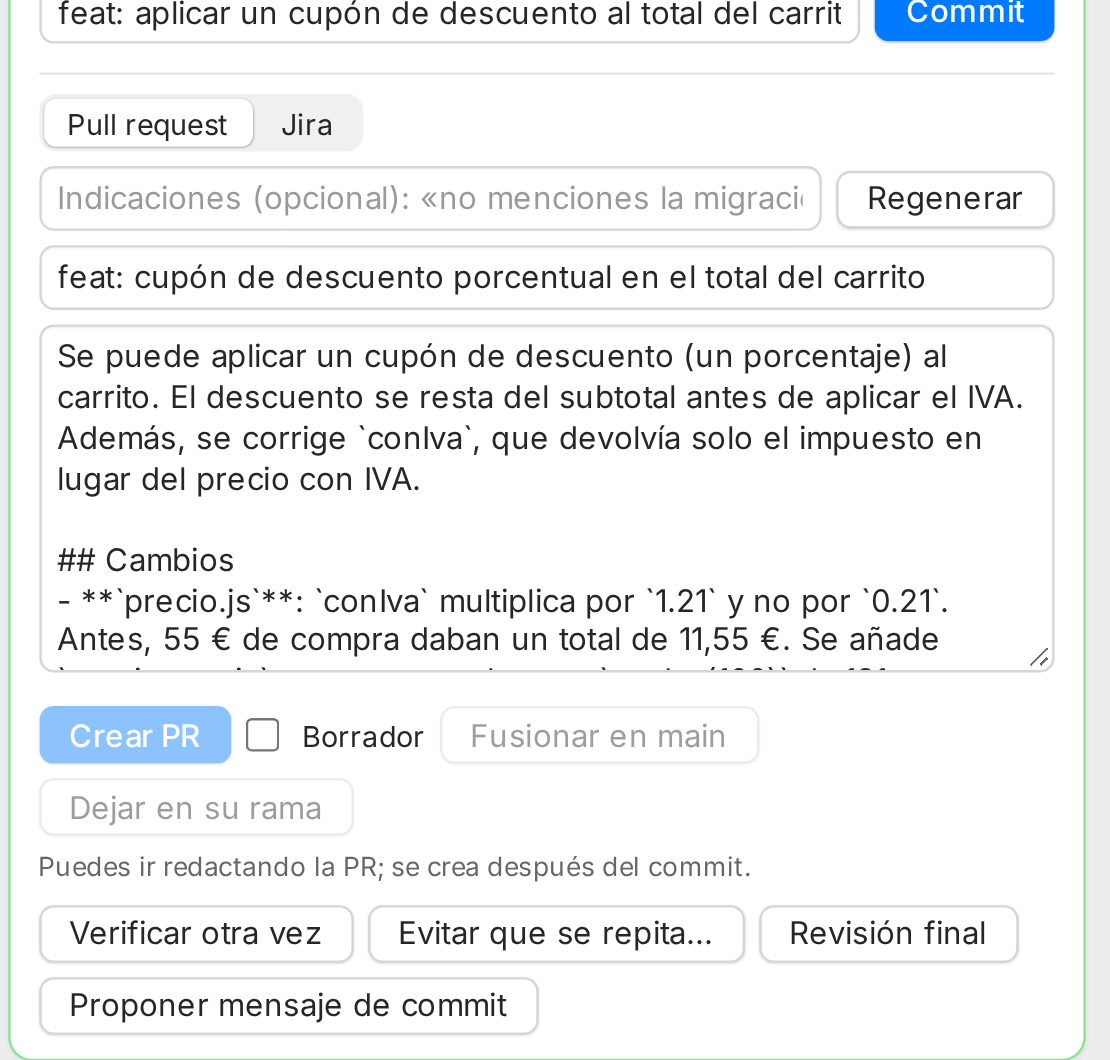 feat: aplicar un cupón de descuento al total del carrit
Commit
Pull request
Jira
Indicaciones (opcional): «no menciones la migraci
Regenerar
feat: cupón de descuento porcentual en el total del carrito
Se puede aplicar un cupón de descuento (un porcentaje) al
carrito. El descuento se resta del subtotal antes de aplicar el IVA.
Además, se corrige `conIva`, que devolvía solo el impuesto en
lugar del precio con IVA.
## Cambios
- **`precio.js`**: `conIva` multiplica por `1.21` y no por `0.21`.
Antes, 55 € de compra daban un total de 11,55 €. Se añade
Crear PR
Borrador
Fusionar en main
Dejar en su rama
Puedes ir redactando la PR; se crea después del commit.
Verificar otra vez
Evitar que se repita...
Revisión final
Proponer mensaje de commit